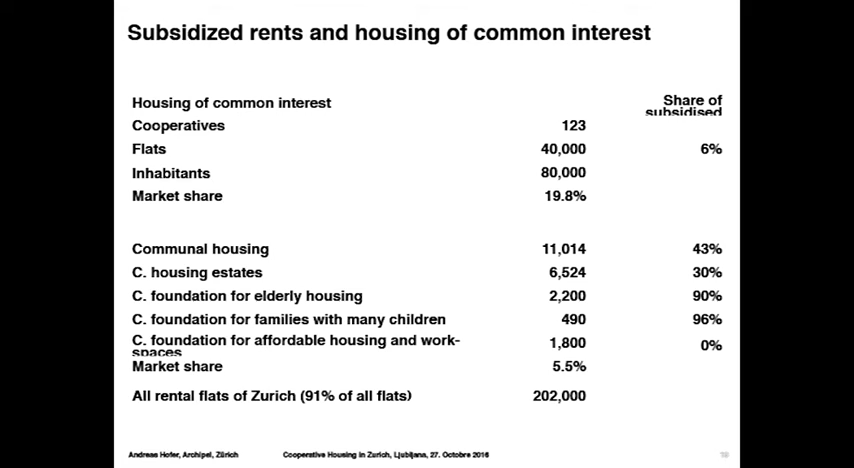 Subsidized rents and housing of common interest
Housing of common interest Share of subsidised
Cooperatives 123
Flats 40,000 6%
Inhabitants 80,000
Market share 19.8%
Communal housing 11,014 43%
C. housing estates 6,524 30%
C. foundation for elderly housing 2,200 90%
C. foundation for families with many children 490 96%
C. foundation for affordable housing and work-
spaces 1,800 0%
Market share 5.5%
All rental flats of Zurich (91% of all flats) 202,000
Andreas Hofer, Archipel, Zürich Cooperative Housing in Zurich, Ljubljana, 27. Octobre 2016